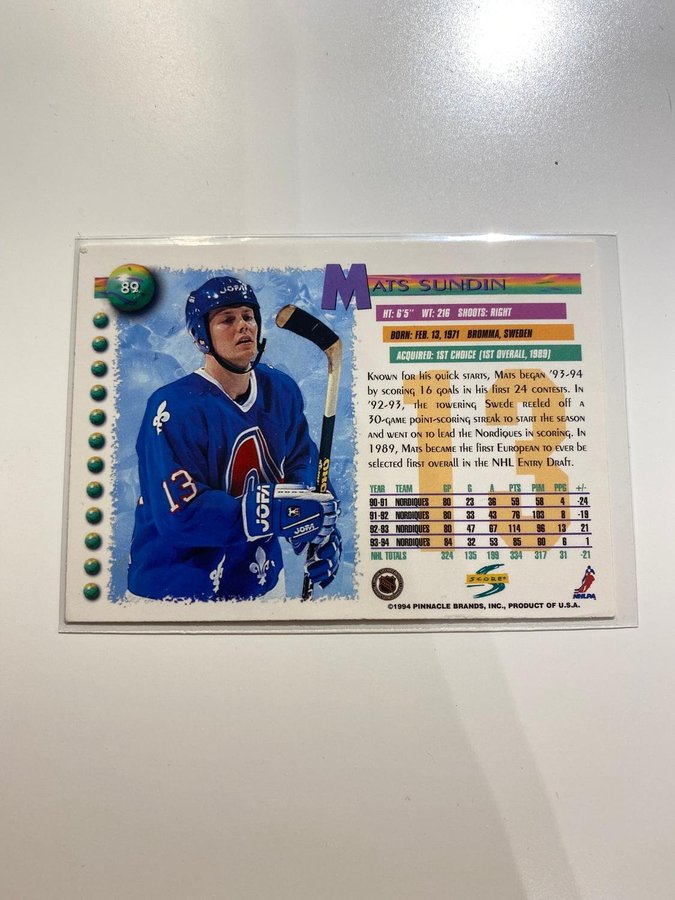 89
MATS SUNDIN
HT: 6'5" WT: 216 SHOOTS: RIGHT
BORN: FEB. 13, 1971 BROMMA, SWEDEN
ACQUIRED: 1ST CHOICE (1ST OVERALL, 1989)
KNOWN FOR HIS QUICK STARTS, MATS BEGAN '93-94
BY SCORING 16 GOALS IN HIS FIRST 24 CONTESTS. IN
'92-93, THE TOWERING SWEDE REELED OFF A
30-GAME POINT-SCORING STREAK TO START THE SEASON
AND WENT ON TO LEAD THE NORDIQUES IN SCORING. IN
1989, MATS BECAME THE FIRST EUROPEAN TO EVER BE
SELECTED FIRST OVERALL IN THE NHL ENTRY DRAFT.
13
YEAR TEAM GP G A PTS PIM PPG +/-
90-91 NORDIQUES 80 23 36 59 58 4 -24
91-92 NORDIQUES 80 33 43 76 103 8 -19
92-93 NORDIQUES 80 47 67 114 96 13 21
93-94 NORDIQUES 84 32 53 85 60 6 1
NHL TOTALS 324 135 199 334 317 31 -21
JOFA
13
JOFA
JOFA
SCORE®
NHLPA
©1994 PINNACLE BRANDS, INC., PRODUCT OF U.S.A.